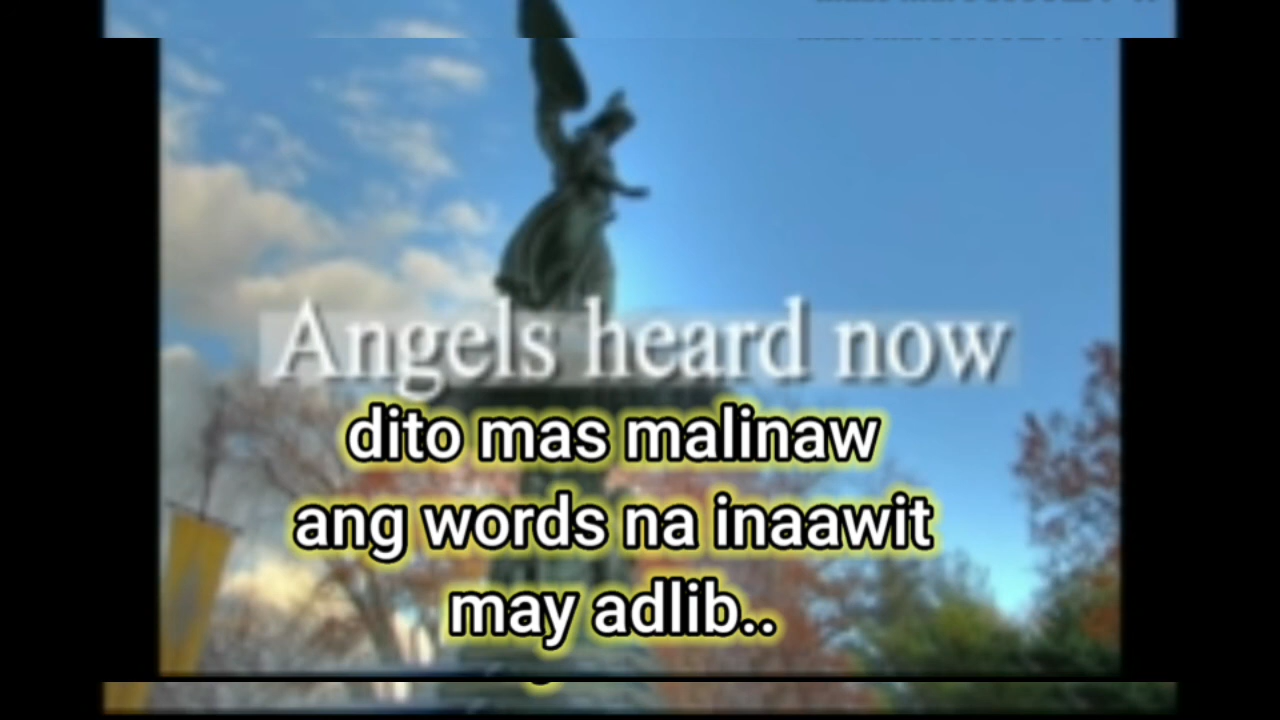 Angels heard now
dito mas malinaw
ang words na inaawit
may adlib..